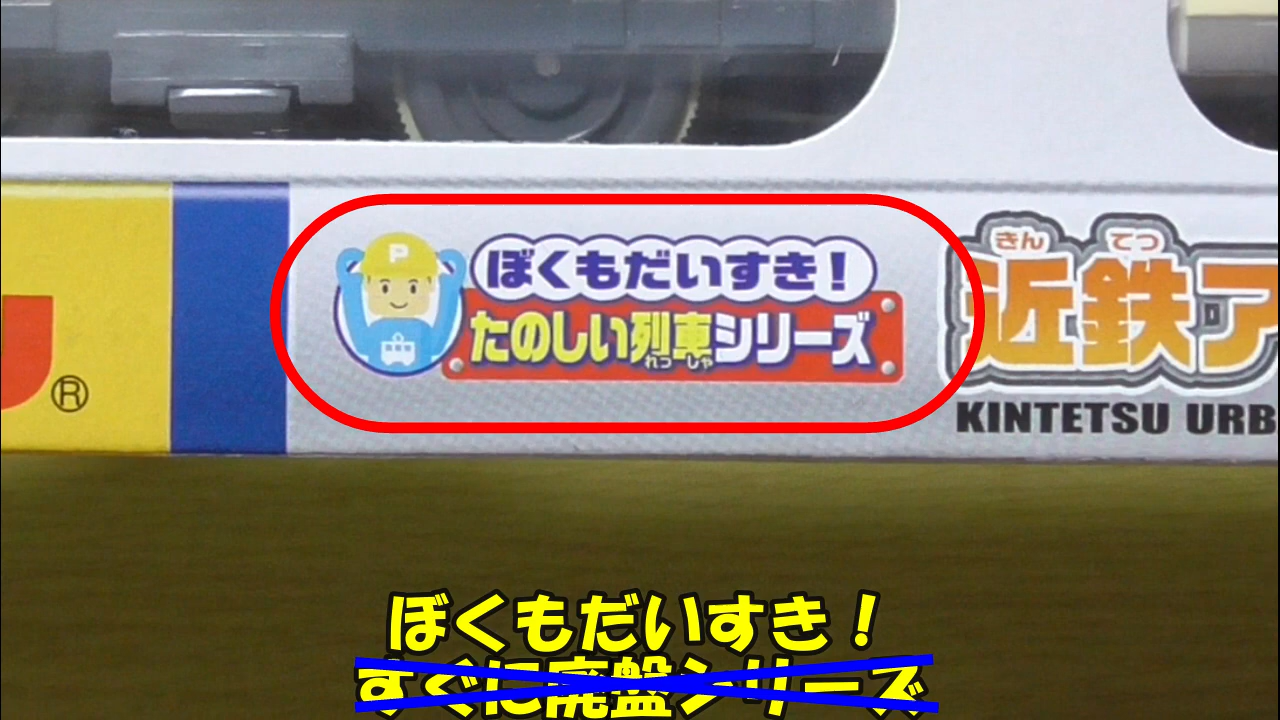 P
ぼくもだいすき!
たのしい列車シリーズ
れっしゃ
®
きんてつ
近鉄ア
KINTETSU URB
ぼくもだいすき!
すぐに廃盤シリーズ